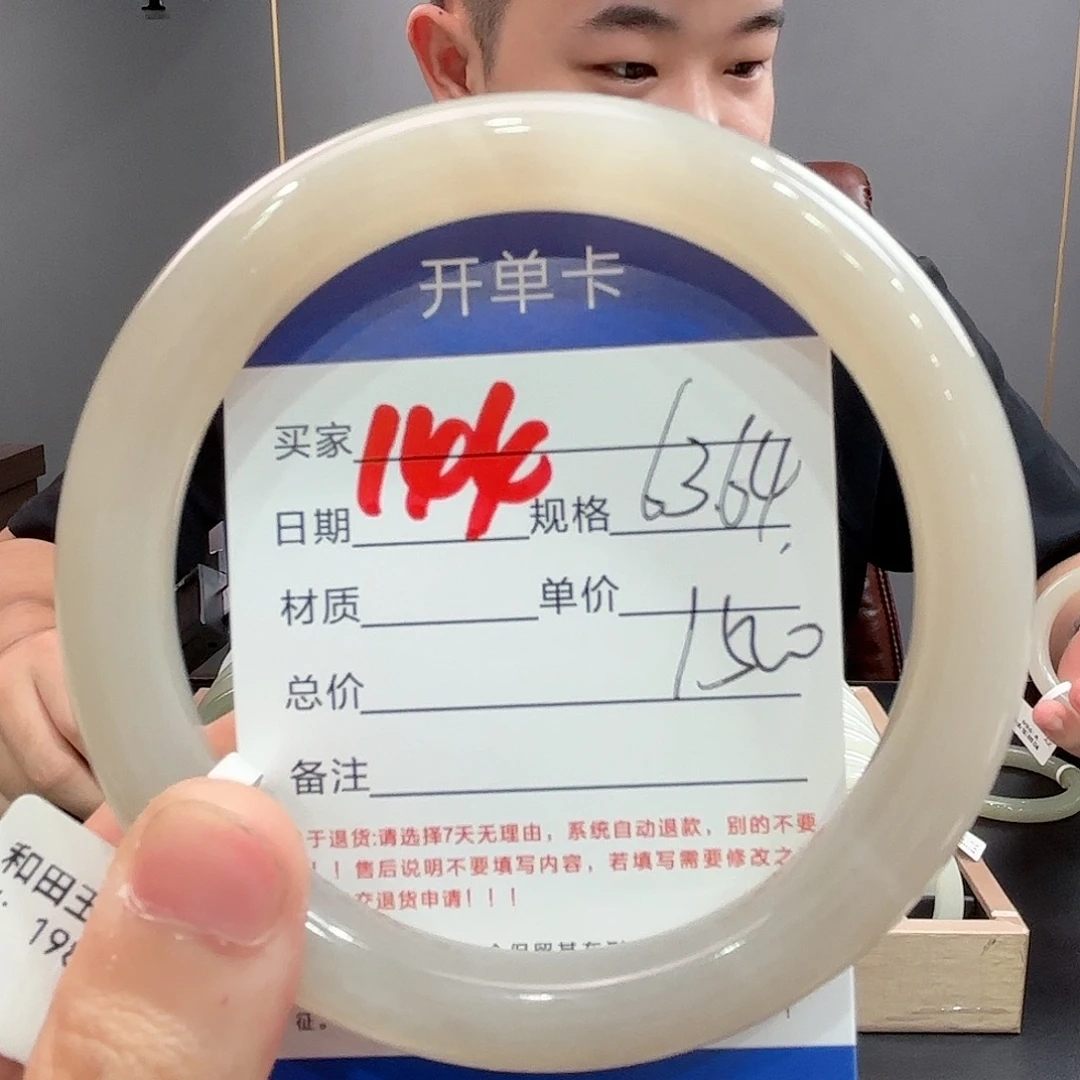 开单卡
买家 1404
日期 规格 63.64
材质 单价
总价 1500
备注
于退货:请选择7天无理由，系统自动退款，别的不要
！！售后说明不要填写内容，若填写需要修改之
交退货申请！！！
征。
和田玉
198